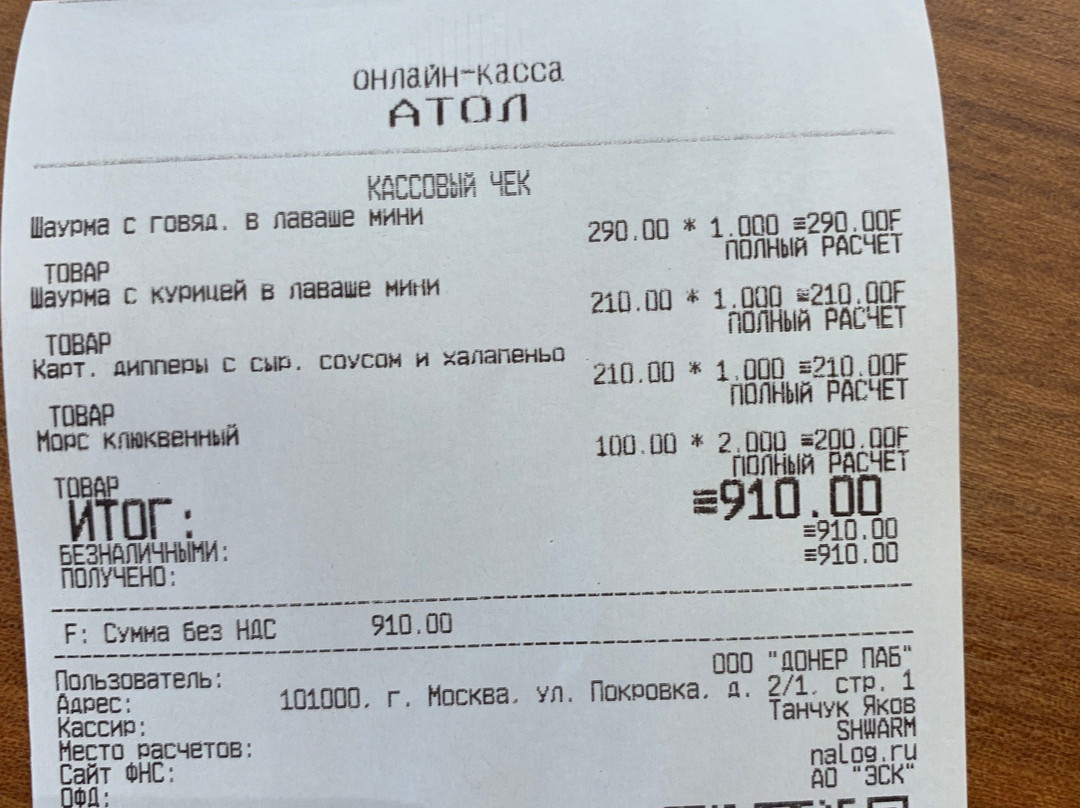 онлайн-касса
АТОЛ
КАССОВЫЙ ЧЕК
Шаурма с говяд. в лаваше мини
290.00 * 1.000 ≡290.00F
ПОЛНЫЙ РАСЧЕТ
ТОВАР
Шаурма с курицей в лаваше мини
210.00 * 1.000 ≡210.00F
ПОЛНЫЙ РАСЧЕТ
ТОВАР
Карт. дипперы с сыр. соусом и халапеньо
210.00 * 1.000 ≡210.00F
ПОЛНЫЙ РАСЧЕТ
ТОВАР
Морс клюквенный
100.00 * 2.000 ≡200.00F
ПОЛНЫЙ РАСЧЕТ
ТОВАР
ИТОГ: ≡910.00
БЕЗНАЛИЧНЫМИ: ≡910.00
ПОЛУЧЕНО: ≡910.00
F: Сумма без НДС 910.00
Пользователь: ООО "ДОНЕР ПАБ"
Адрес: 101000, г. Москва, ул. Покровка, д. 2/1, стр. 1
Кассир: Танчук Яков
Место расчетов: SHWARM
Сайт ФНС: nalog.ru
ОФД: АО "ЭСК"